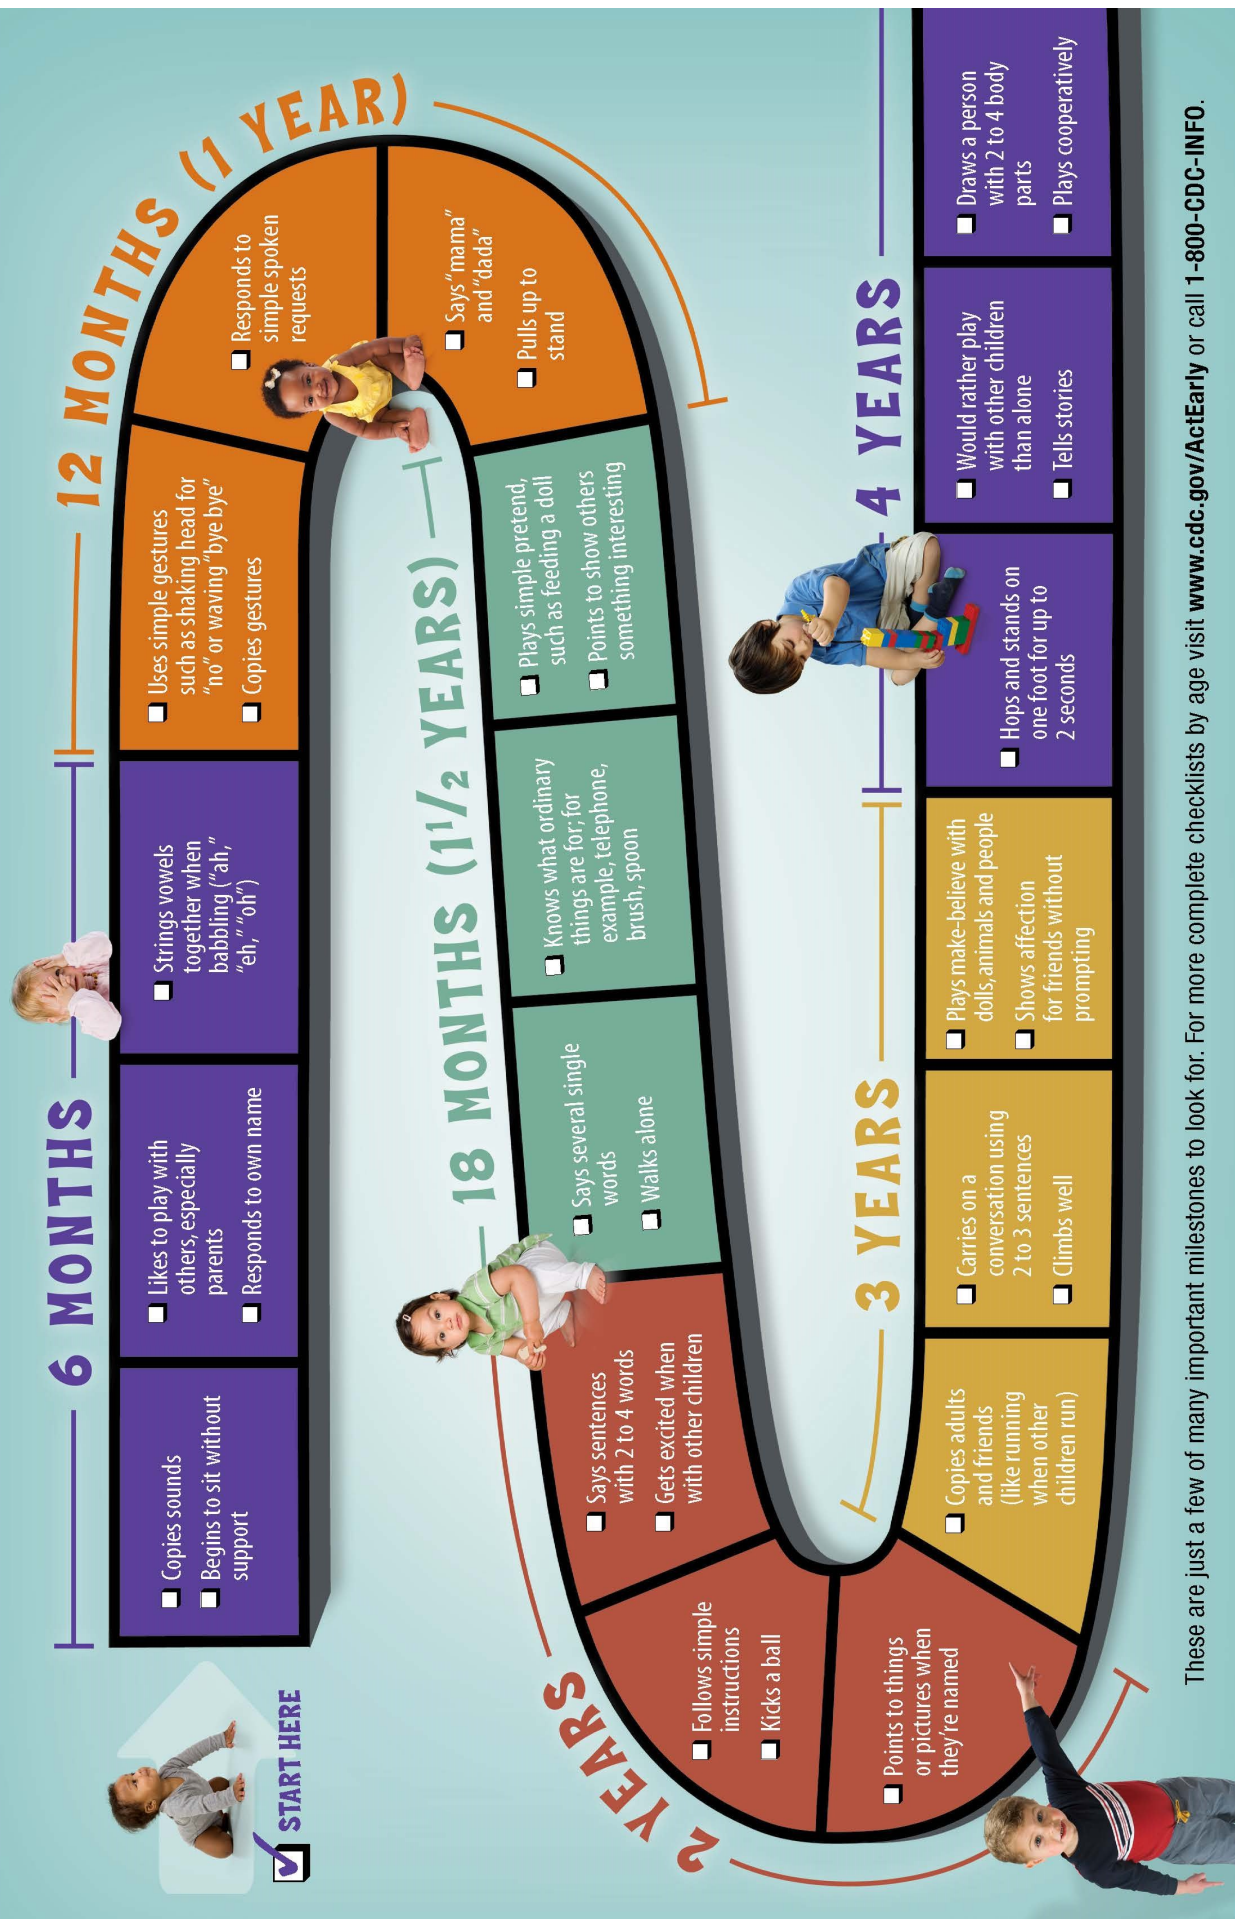 START HERE
6 MONTHS
Copies sounds
Begins to sit without
support
Likes to play with
others, especially
parents
Responds to own name
Strings vowels
together when
babbling (“ah,”
“eh,” “oh”)
12 MONTHS (1 YEAR)
Uses simple gestures
such as shaking head for
“no” or waving “bye bye”
Copies gestures
Responds to
simple spoken
requests
Says “mama”
and “dada”
Pulls up to
stand
18 MONTHS (1 1/2 YEARS)
Plays simple pretend,
such as feeding a doll
Points to show others
something interesting
Knows what ordinary
things are for; for
example, telephone,
brush, spoon
Says several single
words
Walks alone
2 YEARS
Says sentences
with 2 to 4 words
Gets excited when
with other children
Follows simple
instructions
Kicks a ball
Points to things
or pictures when
they’re named
3 YEARS
Copies adults
and friends
(like running
when other
children run)
Carries on a
conversation using
2 to 3 sentences
Climbs well
Plays make-believe with
dolls, animals and people
Shows affection
for friends without
prompting
4 YEARS
Hops and stands on
one foot for up to
2 seconds
Would rather play
with other children
than alone
Tells stories
Draws a person
with 2 to 4 body
parts
Plays cooperatively
These are just a few of many important milestones to look for. For more complete checklists by age visit www.cdc.gov/ActEarly or call 1-800-CDC-INFO.